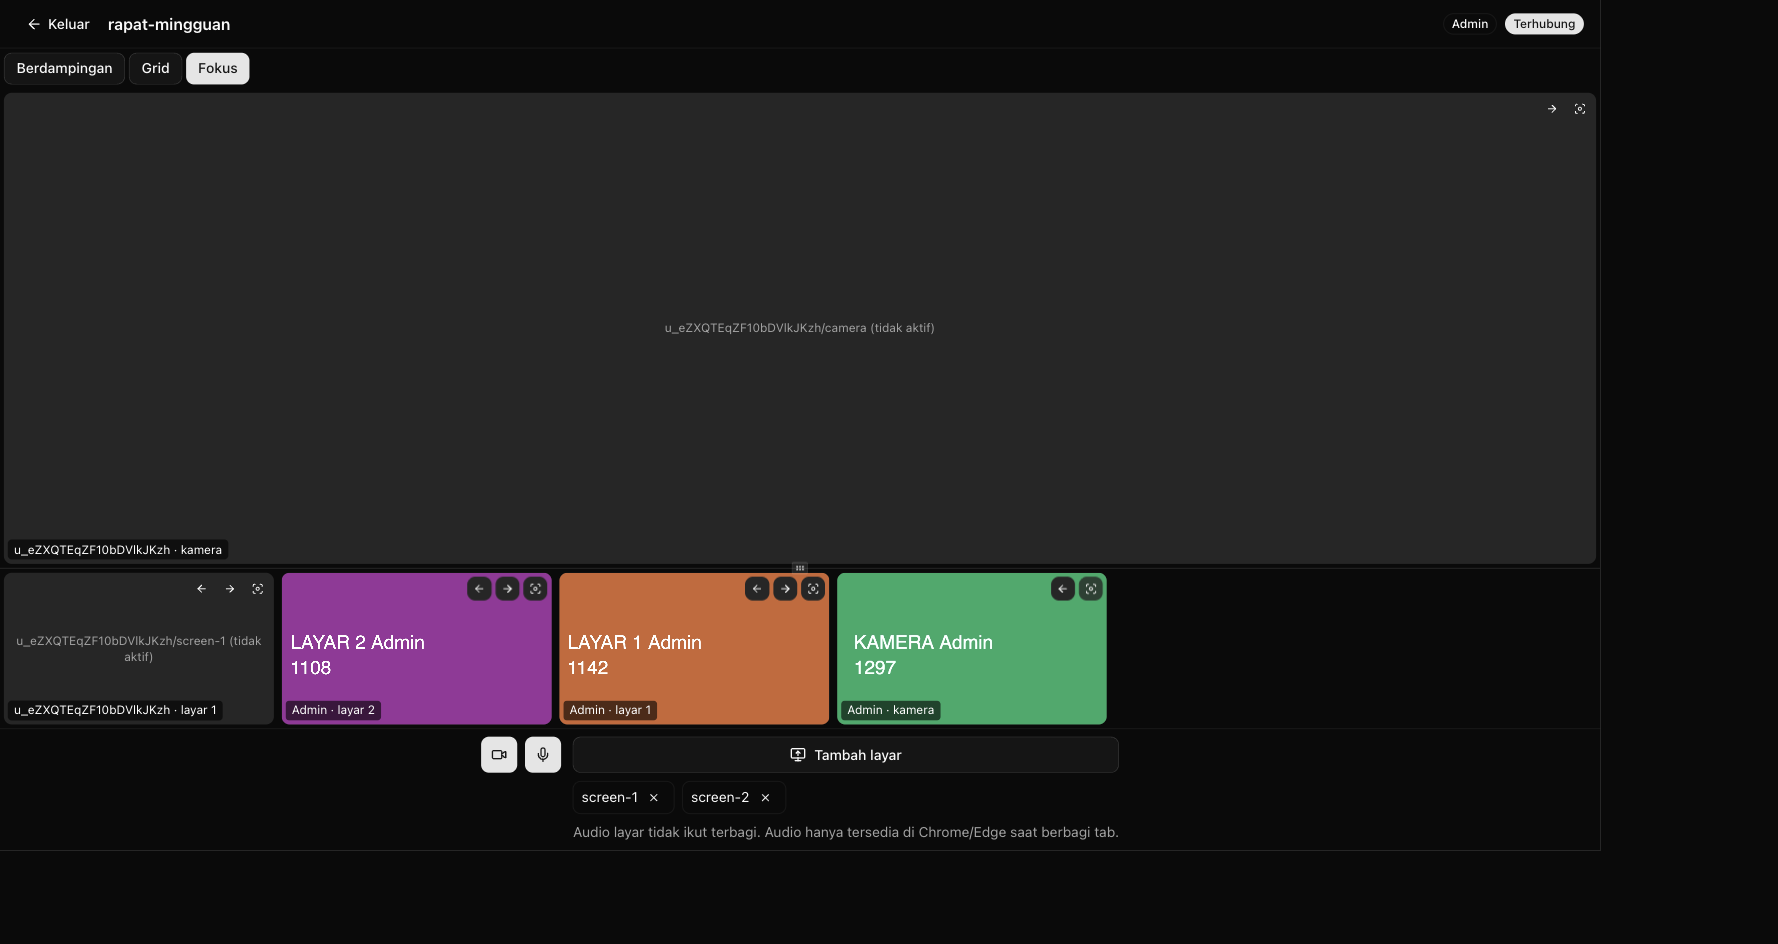 Keluar
rapat-mingguan
Admin
Terhubung
Berdampingan
Grid
Fokus
u_eZXQTEqZF10bDVlkJKzh/camera (tidak aktif)
u_eZXQTEqZF10bDVlkJKzh · kamera
u_eZXQTEqZF10bDVlkJKzh/screen-1 (tidak
aktif)
u_eZXQTEqZF10bDVlkJKzh · layar 1
LAYAR 2 Admin
1108
Admin · layar 2
LAYAR 1 Admin
1142
Admin · layar 1
KAMERA Admin
1297
Admin · kamera
Tambah layar
screen-1
screen-2
Audio layar tidak ikut terbagi. Audio hanya tersedia di Chrome/Edge saat berbagi tab.